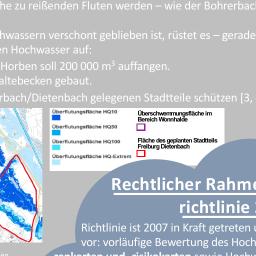 he zu reißenden Fluten werden – wie der Bohrerbach
hwassern verschont geblieben ist, rüstet es – gerade
en Hochwasser auf:
Horben soll 200 000 m³ auffangen.
altebecken gebaut.
rbach/Dietenbach gelegenen Stadtteile schützen [3,
Überflutungsfläche HQ10
Überflutungsfläche HQ50
Überflutungsfläche HQ100
Überflutungsfläche HQ-Extrem
Überschwemmungsfläche im
Bereich Wonnhalde
Fläche des geplanten Stadtteils
Freiburg Dietenbach
Rechtlicher Rahme
richtlinie
Richtlinie ist 2007 in Kraft getreten u
vor: vorläufige Bewertung des Hoch